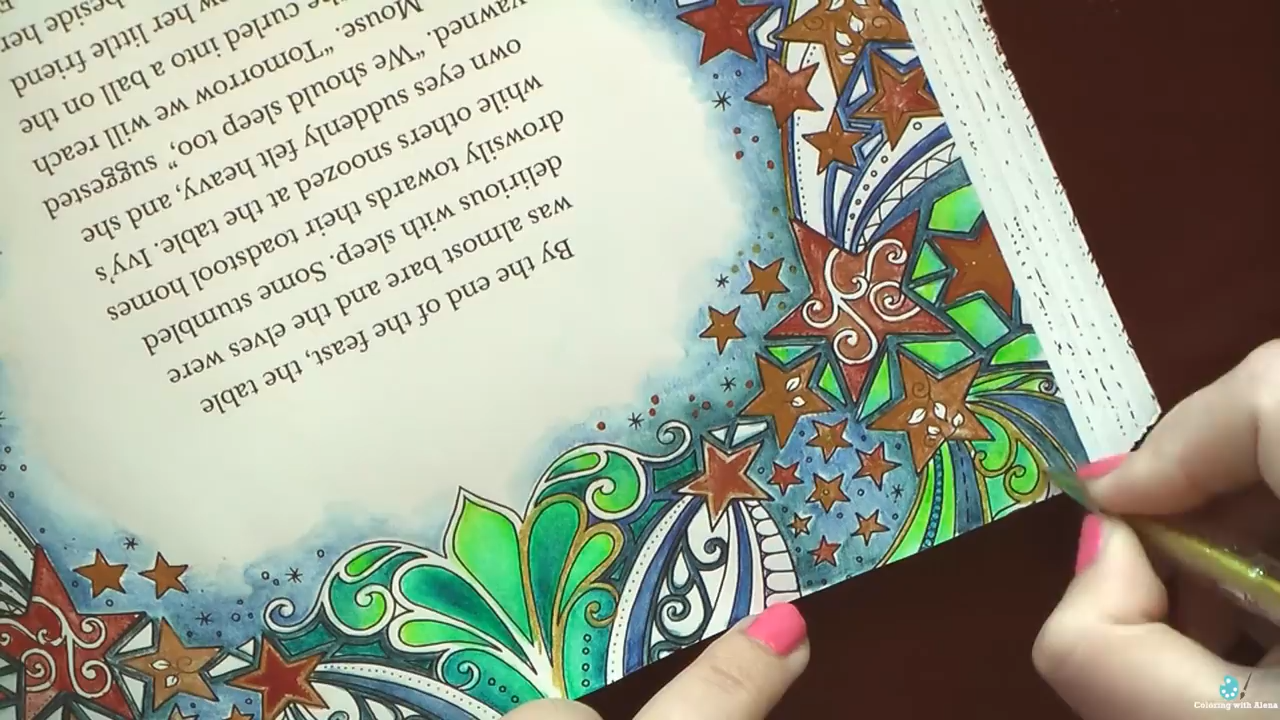 By the end of the feast, the table
was almost bare and the elves were
delirious with sleep. Some stumbled
drowsily towards their toadstool homes
while others snoozed at the table. Ivy's
own eyes suddenly felt heavy, and she
yawned. “We should sleep too,” suggested
Mouse. “Tomorrow we will reach
he curled into a ball on the
w her little friend
beside her
Coloring with Alena